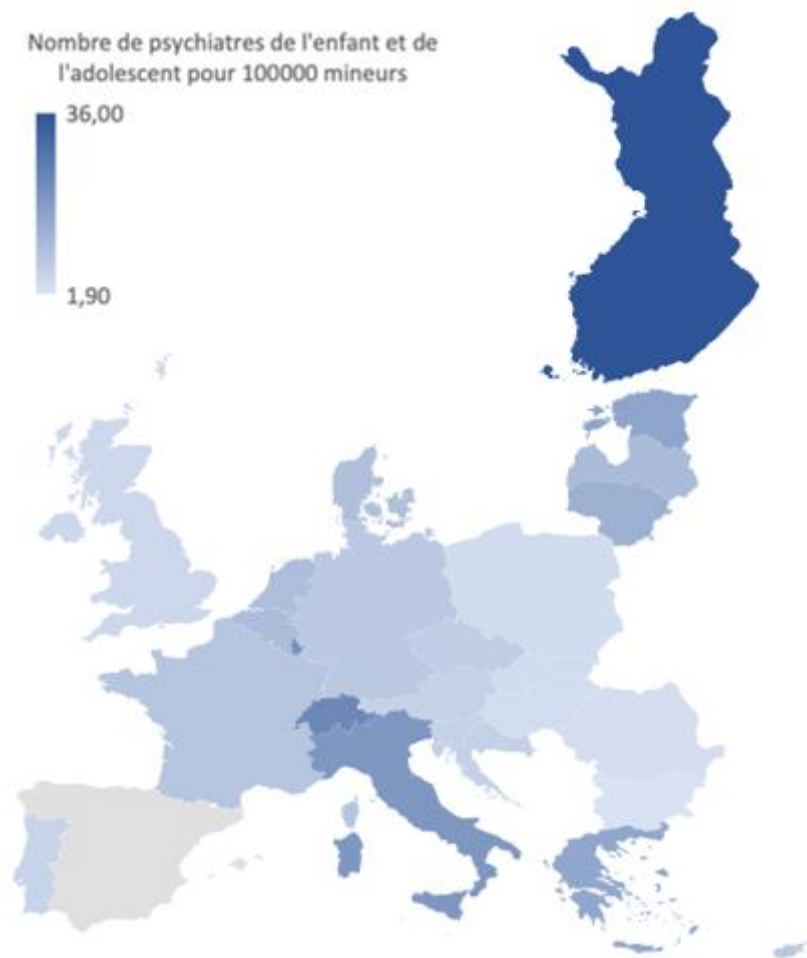 Nombre de psychiatres de l'enfant et de
l'adolescent pour 100000 mineurs
36,00
1,90